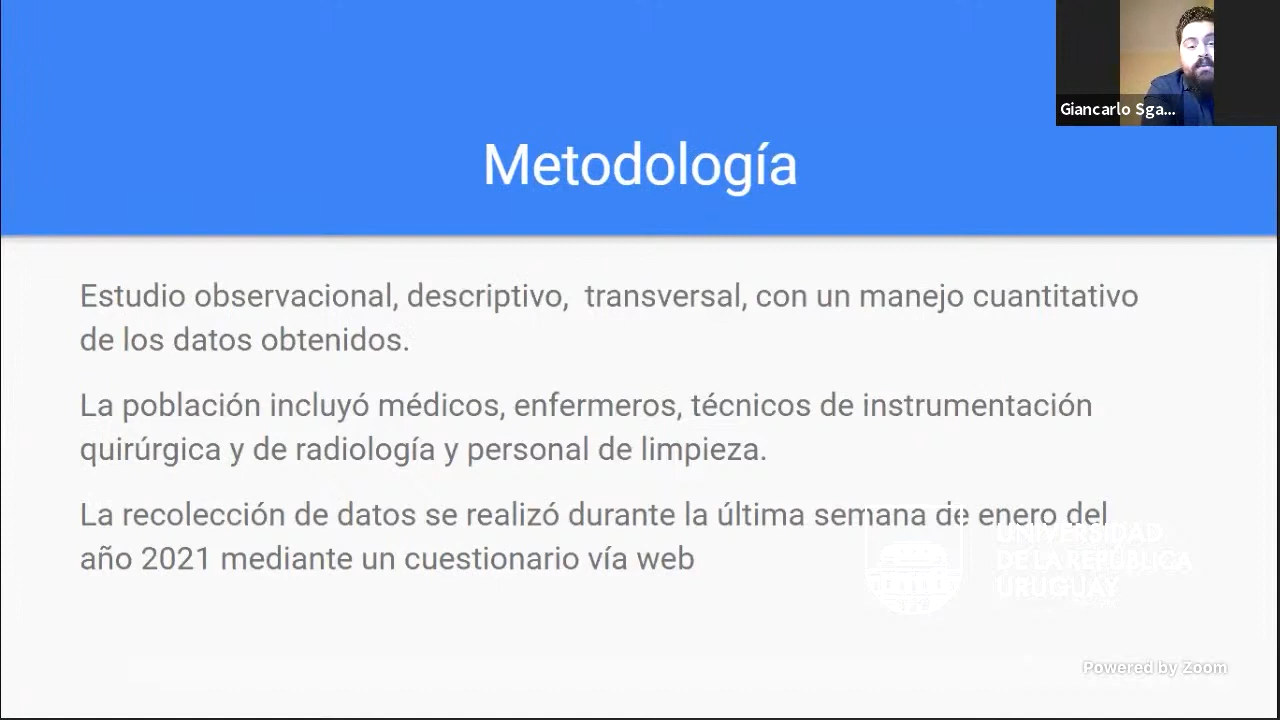 Giancarlo Sga...
Metodología
Estudio observacional, descriptivo,  transversal, con un manejo cuantitativo
de los datos obtenidos.
La población incluyó médicos, enfermeros, técnicos de instrumentación
quirúrgica y de radiología y personal de limpieza.
La recolección de datos se realizó durante la última semana de enero del
año 2021 mediante un cuestionario vía web
UNIVERSIDAD
DE LA REPÚBLICA
URUGUAY
Powered by Zoom